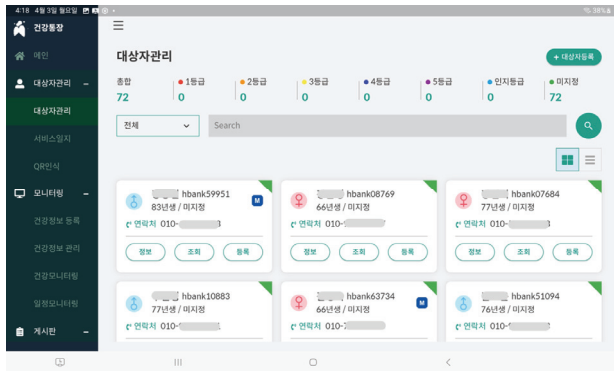 4:18 4월 3일 월요일
38%
건강통장
메인
대상자관리 –
대상자관리
서비스일지
QR인식
모니터링 –
건강정보 등록
건강정보 관리
건강모니터링
일정모니터링
게시판 –
대상자관리
+ 대상자등록
총합 1등급 2등급 3등급 4등급 5등급 인지등급 미지정
72 0 0 0 0 0 0 72
전체 Search
hbank59951 M
83년생 / 미지정
연락처 010-
정보 조회 등록
hbank08769
66년생 / 미지정
연락처 010-
정보 조회 등록
hbank07684
77년생 / 미지정
연락처 010-
정보 조회 등록
hbank10883
77년생 / 미지정
연락처 010-
hbank63734 M
66년생 / 미지정
연락처 010-
hbank51094
76년생 / 미지정
연락처 010-